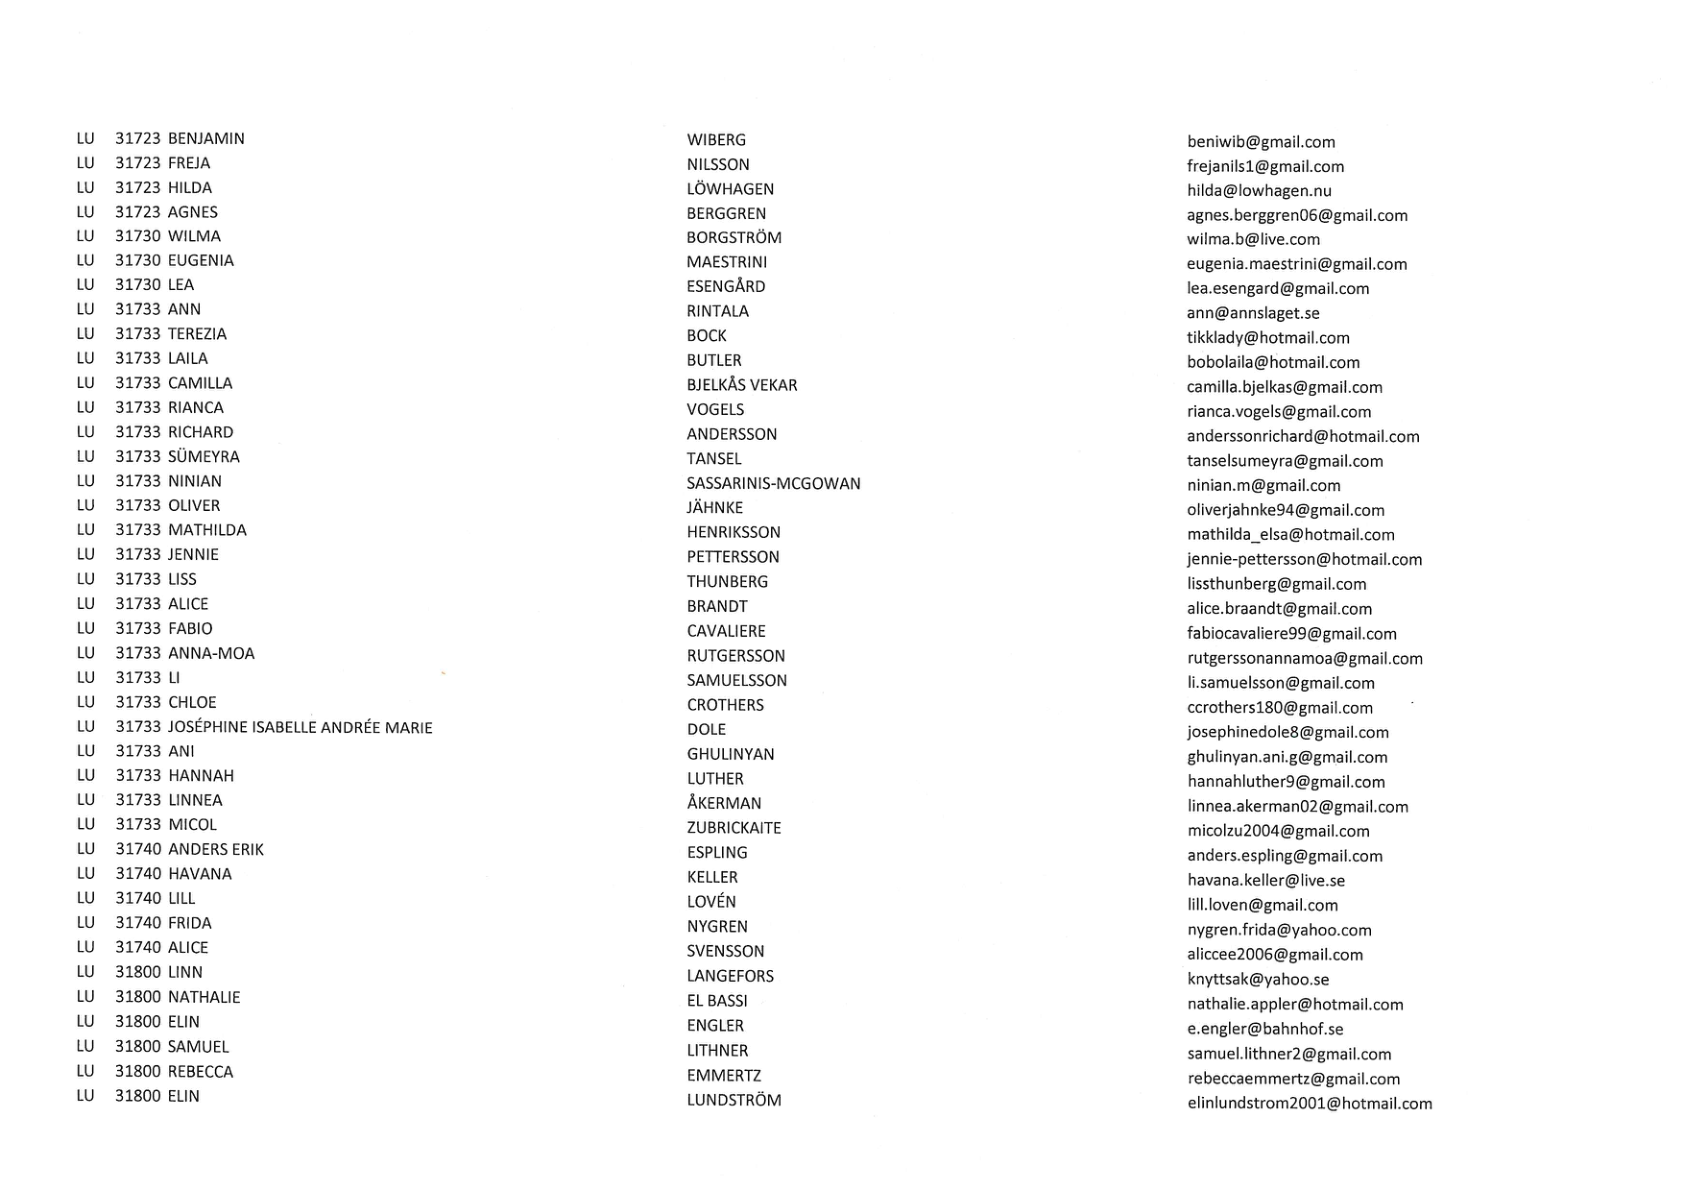 LU 31723 BENJAMIN WIBERG beniwib@gmail.com
LU 31723 FREJA NILSSON frejanils1@gmail.com
LU 31723 HILDA LÖWHAGEN hilda@lowhagen.nu
LU 31723 AGNES BERGGREN agnes.berggren06@gmail.com
LU 31730 WILMA BORGSTRÖM wilma.b@live.com
LU 31730 EUGENIA MAESTRINI eugenia.maestrini@gmail.com
LU 31730 LEA ESENGÅRD lea.esengard@gmail.com
LU 31733 ANN RINTALA ann@annslaget.se
LU 31733 TEREZIA BOCK tikklady@hotmail.com
LU 31733 LAILA BUTLER bobolaila@hotmail.com
LU 31733 CAMILLA BJELKÅS VEKAR camilla.bjelkas@gmail.com
LU 31733 RIANCA VOGELS rianca.vogels@gmail.com
LU 31733 RICHARD ANDERSSON anderssonrichard@hotmail.com
LU 31733 SÜMEYRA TANSEL tanselsumeyra@gmail.com
LU 31733 NINIAN SASSARINIS-MCGOWAN ninian.m@gmail.com
LU 31733 OLIVER JÄHNKE oliverjahnke94@gmail.com
LU 31733 MATHILDA HENRIKSSON mathilda_elsa@hotmail.com
LU 31733 JENNIE PETTERSSON jennie-pettersson@hotmail.com
LU 31733 LISS THUNBERG lissthunberg@gmail.com
LU 31733 ALICE BRANDT alice.braandt@gmail.com
LU 31733 FABIO CAVALIERE fabiocavaliere99@gmail.com
LU 31733 ANNA-MOA RUTGERSSON rutgerssonannamoa@gmail.com
LU 31733 LI SAMUELSSON li.samuelsson@gmail.com
LU 31733 CHLOE CROTHERS ccrothers180@gmail.com
LU 31733 JOSÉPHINE ISABELLE ANDRÉE MARIE DOLE josephinedole8@gmail.com
LU 31733 ANI GHULINYAN ghulinyan.ani.g@gmail.com
LU 31733 HANNAH LUTHER hannahluther9@gmail.com
LU 31733 LINNEA ÅKERMAN linnea.akerman02@gmail.com
LU 31733 MICOL ZUBRICKAITE micolzu2004@gmail.com
LU 31740 ANDERS ERIK ESPLING anders.espling@gmail.com
LU 31740 HAVANA KELLER havana.keller@live.se
LU 31740 LILL LOVÉN lill.loven@gmail.com
LU 31740 FRIDA NYGREN nygren.frida@yahoo.com
LU 31740 ALICE SVENSSON aliccee2006@gmail.com
LU 31800 LINN LANGEFORS knyttsak@yahoo.se
LU 31800 NATHALIE EL BASSI nathalie.appler@hotmail.com
LU 31800 ELIN ENGLER e.engler@bahnhof.se
LU 31800 SAMUEL LITHNER samuel.lithner2@gmail.com
LU 31800 REBECCA EMMERTZ rebeccaemmertz@gmail.com
LU 31800 ELIN LUNDSTRÖM elinlundstrom2001@hotmail.com